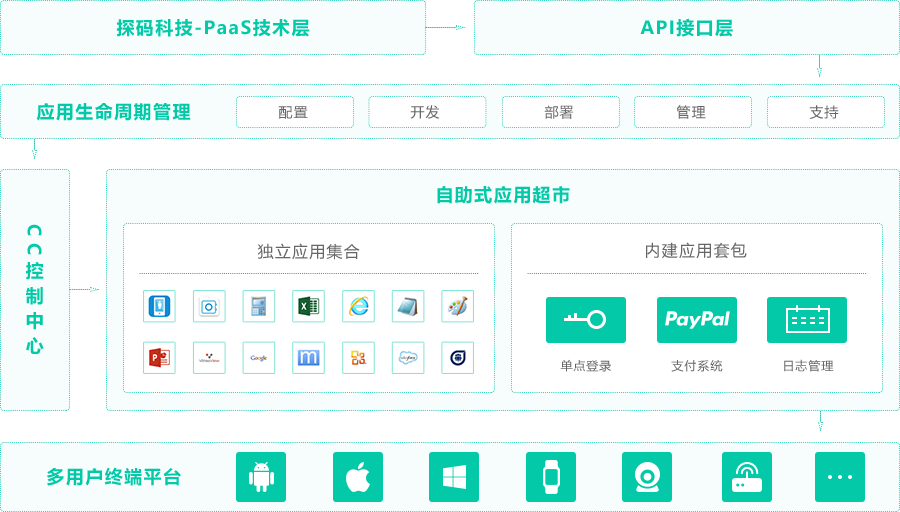 探码科技-PaaS技术层
API接口层
应用生命周期管理
配置
开发
部署
管理
支持
CC控制中心
自助式应用超市
独立应用集合
内建应用套包
Google
PayPal
单点登录
支付系统
日志管理
多用户终端平台